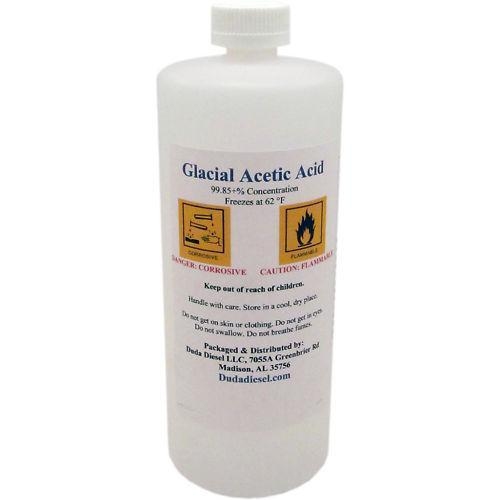 Glacial Acetic Acid
99.85+% Concentration
Freezes at 62 °F
CORROSIVE FLAMMABLE
DANGER: CORROSIVE CAUTION: FLAMMABLE
Keep out of reach of children.
Handle with care. Store in a cool, dry place.
Do not get on skin or clothing. Do not get in eyes.
Do not swallow. Do not breathe fumes.
Packaged & Distributed by:
Duda Diesel LLC, 7055A Greenbrier Rd
Madison, AL 35756
Dudadiesel.com